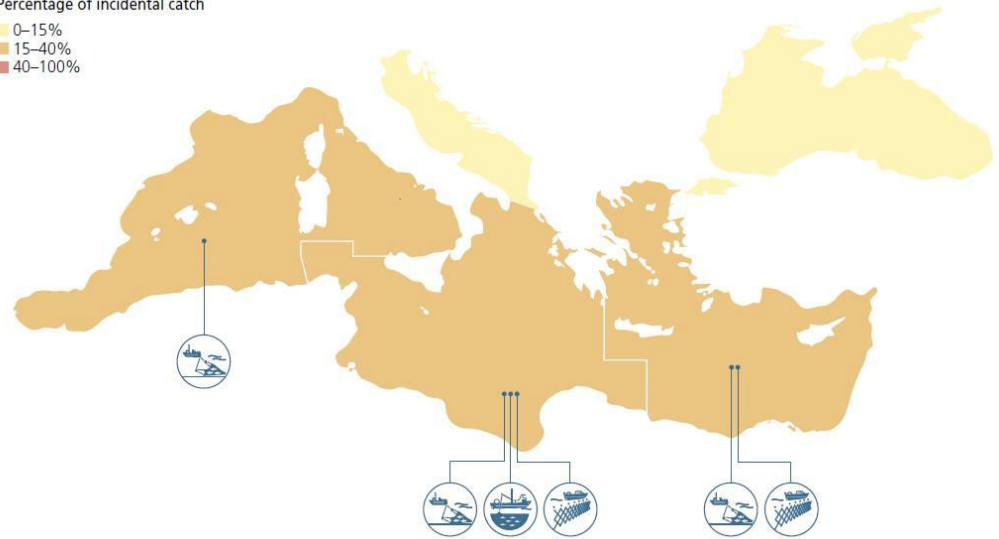 Percentage of incidental catch
0–15%
15–40%
40–100%